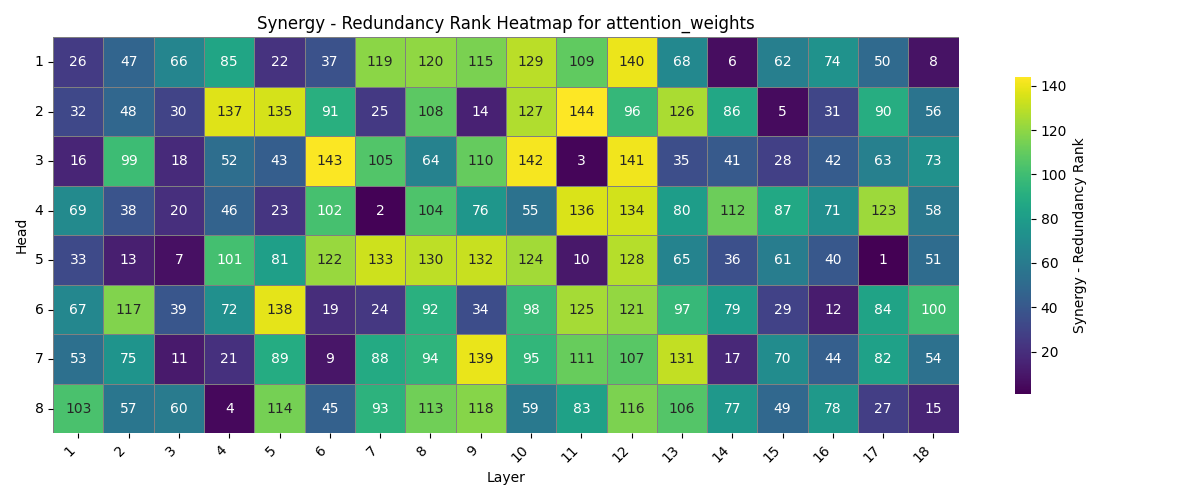 Synergy - Redundancy Rank Heatmap for attention_weights
Head
1 26 47 66 85 22 37 119 120 115 129 109 140 68 6 62 74 50 8
2 32 48 30 137 135 91 25 108 14 127 144 96 126 86 5 31 90 56
3 16 99 18 52 43 143 105 64 110 142 3 141 35 41 28 42 63 73
4 69 38 20 46 23 102 2 104 76 55 136 134 80 112 87 71 123 58
5 33 13 7 101 81 122 133 130 132 124 10 128 65 36 61 40 1 51
6 67 117 39 72 138 19 24 92 34 98 125 121 97 79 29 12 84 100
7 53 75 11 21 89 9 88 94 139 95 111 107 131 17 70 44 82 54
8 103 57 60 4 114 45 93 113 118 59 83 116 106 77 49 78 27 15
1 2 3 4 5 6 7 8 9 10 11 12 13 14 15 16 17 18
Layer
140
120
100
80
60
40
20
Synergy - Redundancy Rank